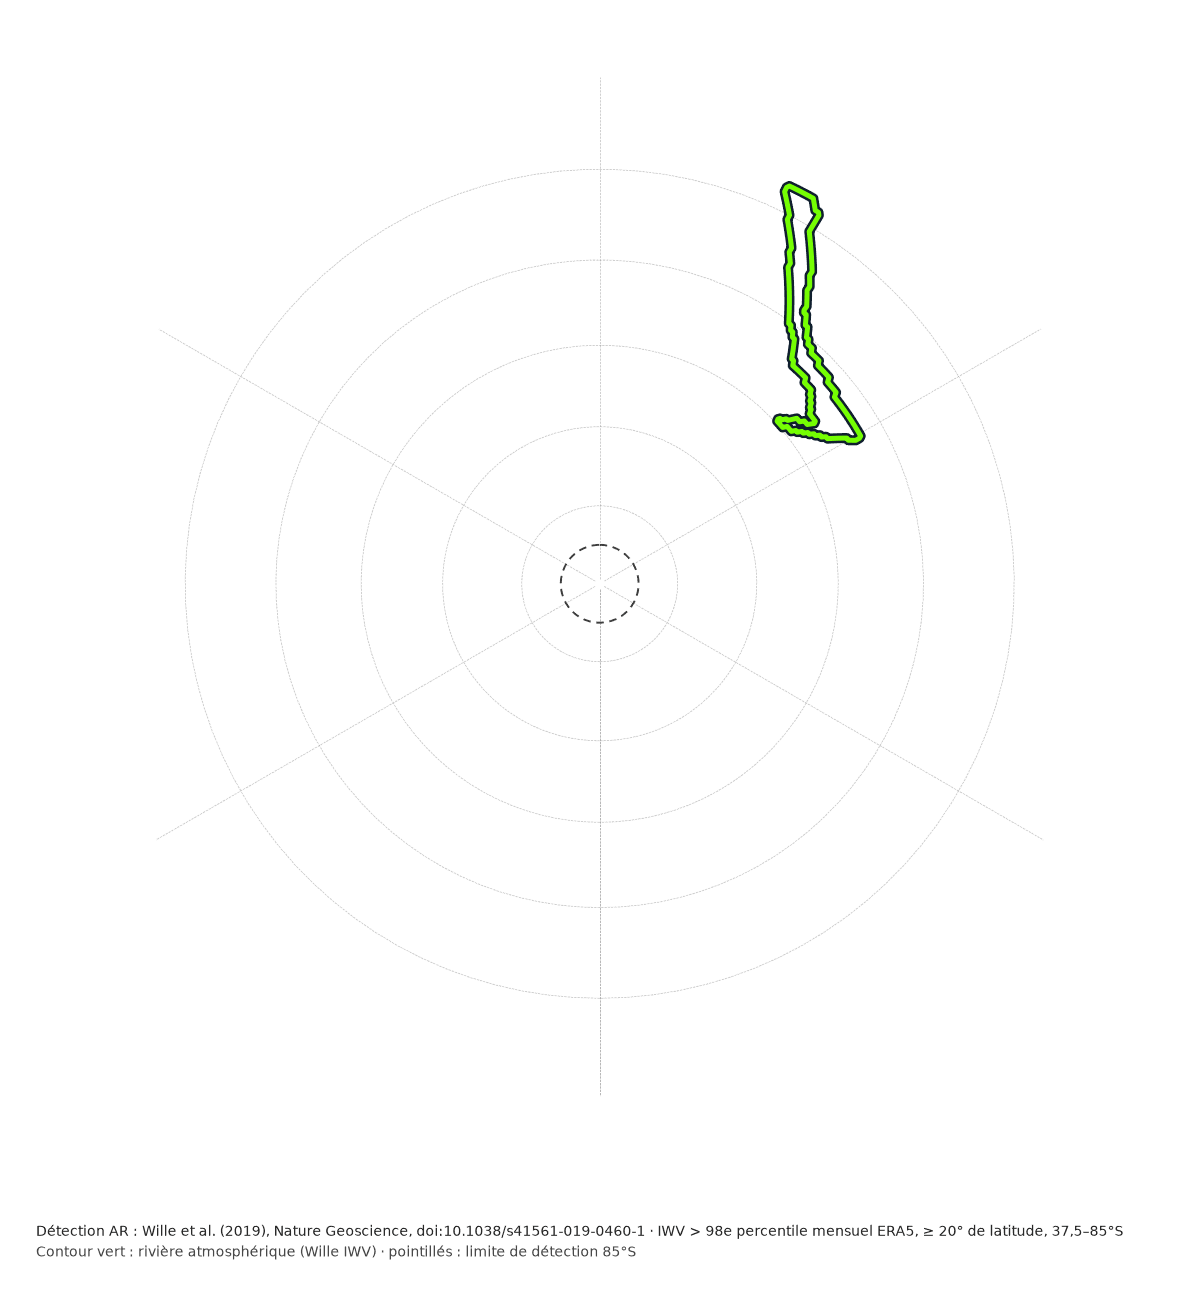 Détection AR : Wille et al. (2019), Nature Geoscience, doi:10.1038/s41561-019-0460-1 · IWV > 98e percentile mensuel ERA5, ≥ 20° de latitude, 37,5–85°S
Contour vert : rivière atmosphérique (Wille IWV) · pointillés : limite de détection 85°S